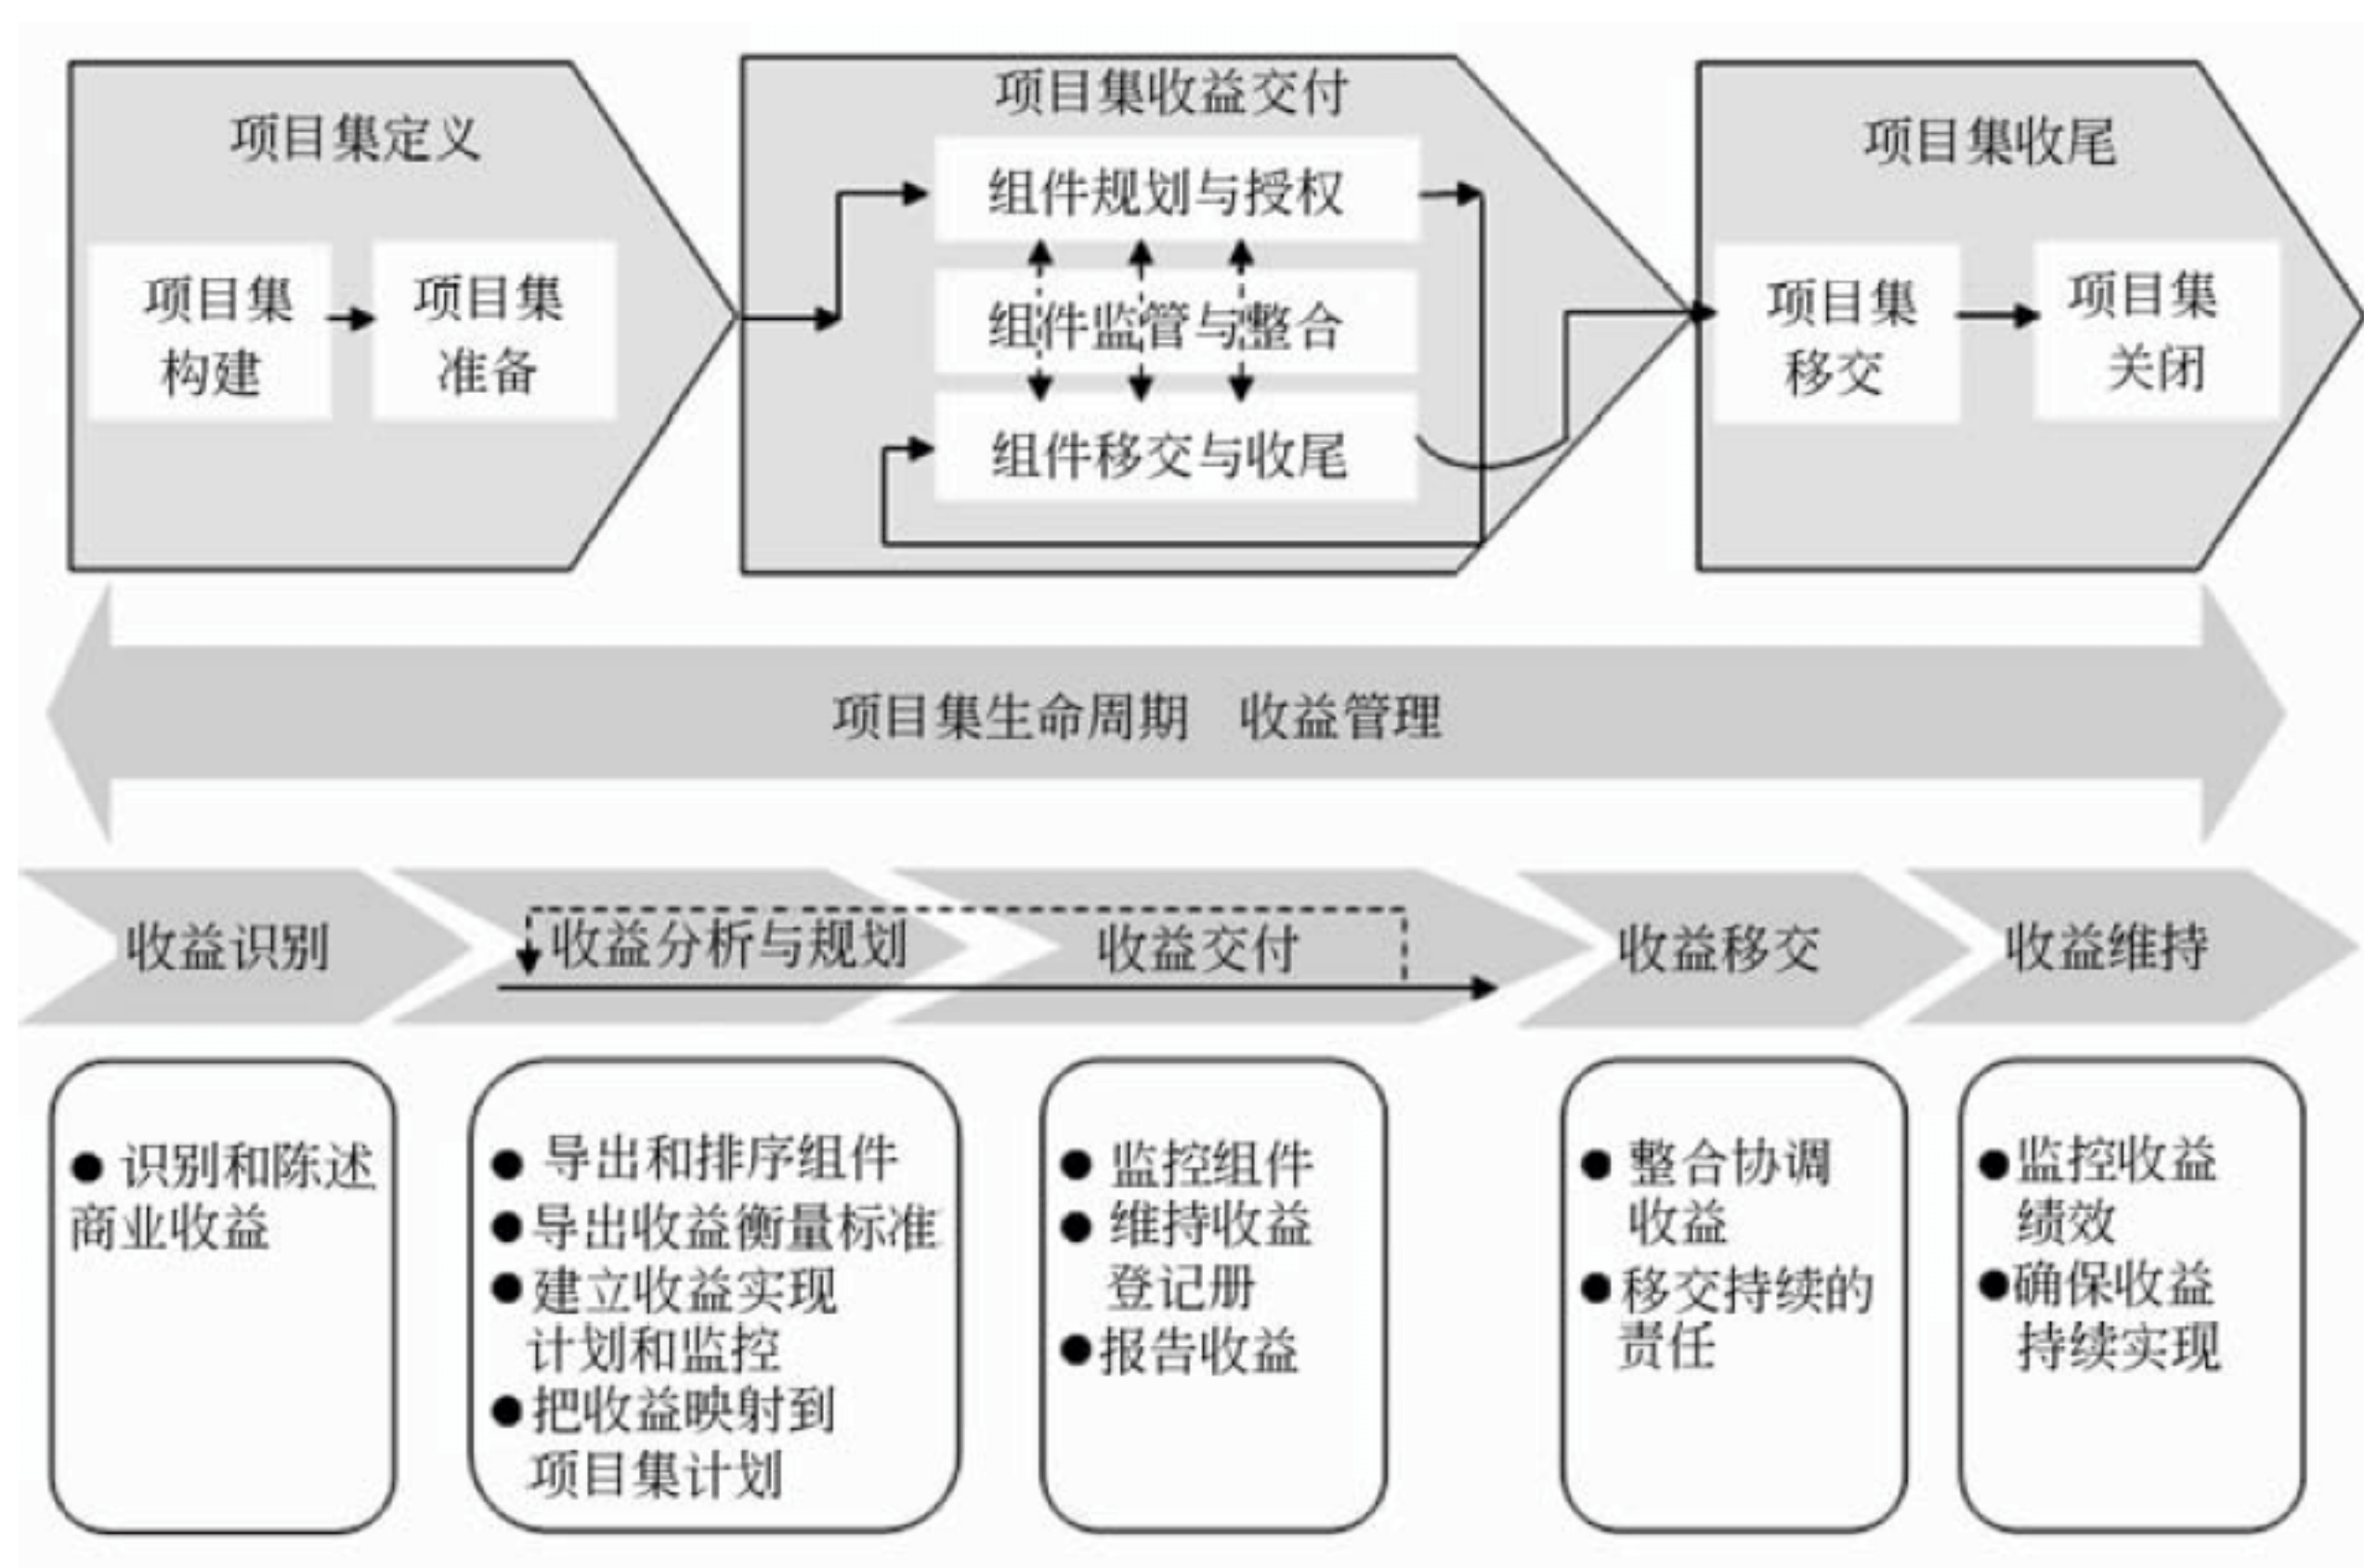 项目集定义
项目集
构建
项目集
准备
项目集收益交付
组件规划与授权
组件监管与整合
组件移交与收尾
项目集收尾
项目集
移交
项目集
关闭
项目集生命周期 收益管理
收益识别
收益分析与规划
收益交付
收益移交
收益维持
● 识别和陈述
商业收益
● 导出和排序组件
● 导出收益衡量标准
● 建立收益实现
计划和监控
● 把收益映射到
项目集计划
● 监控组件
● 维持收益
登记册
● 报告收益
● 整合协调
收益
● 移交持续的
责任
● 监控收益
绩效
● 确保收益
持续实现